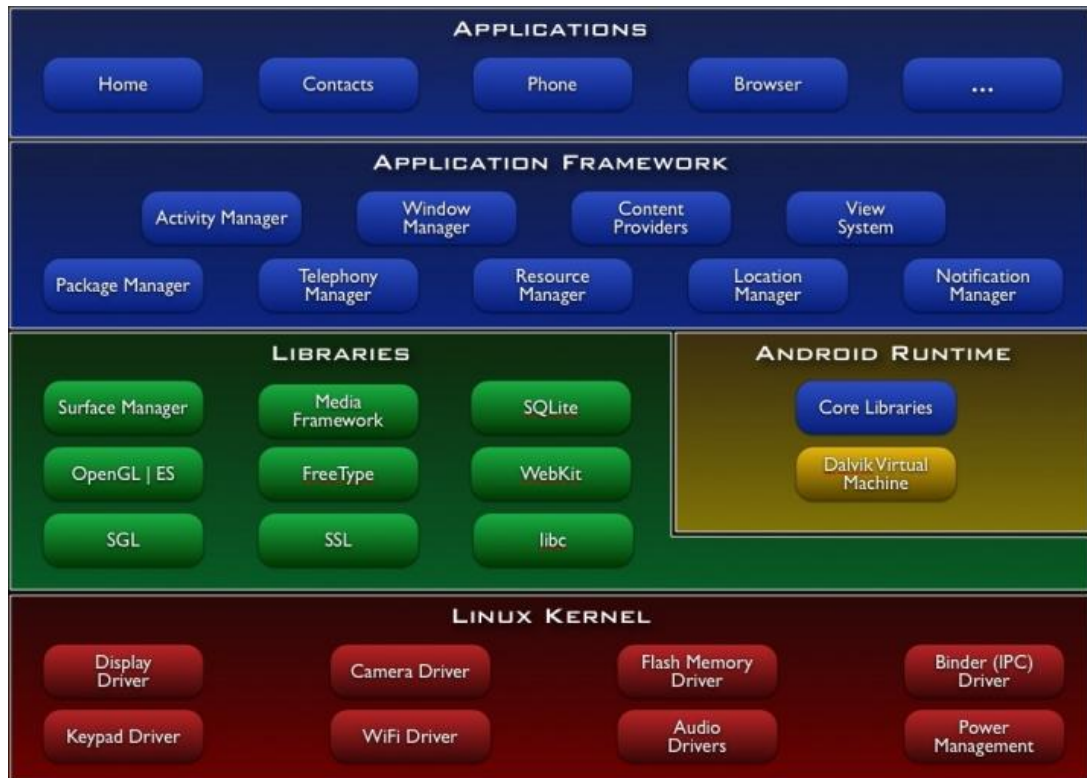 APPLICATIONS
Home
Contacts
Phone
Browser
...
APPLICATION FRAMEWORK
Activity Manager
Window
Manager
Content
Providers
View
System
Package Manager
Telephony
Manager
Resource
Manager
Location
Manager
Notification
Manager
LIBRARIES
Surface Manager
Media
Framework
SQLite
OpenGL | ES
FreeType
WebKit
SGL
SSL
libc
ANDROID RUNTIME
Core Libraries
Dalvik Virtual
Machine
LINUX KERNEL
Display
Driver
Camera Driver
Flash Memory
Driver
Binder (IPC)
Driver
Keypad Driver
WiFi Driver
Audio
Drivers
Power
Management